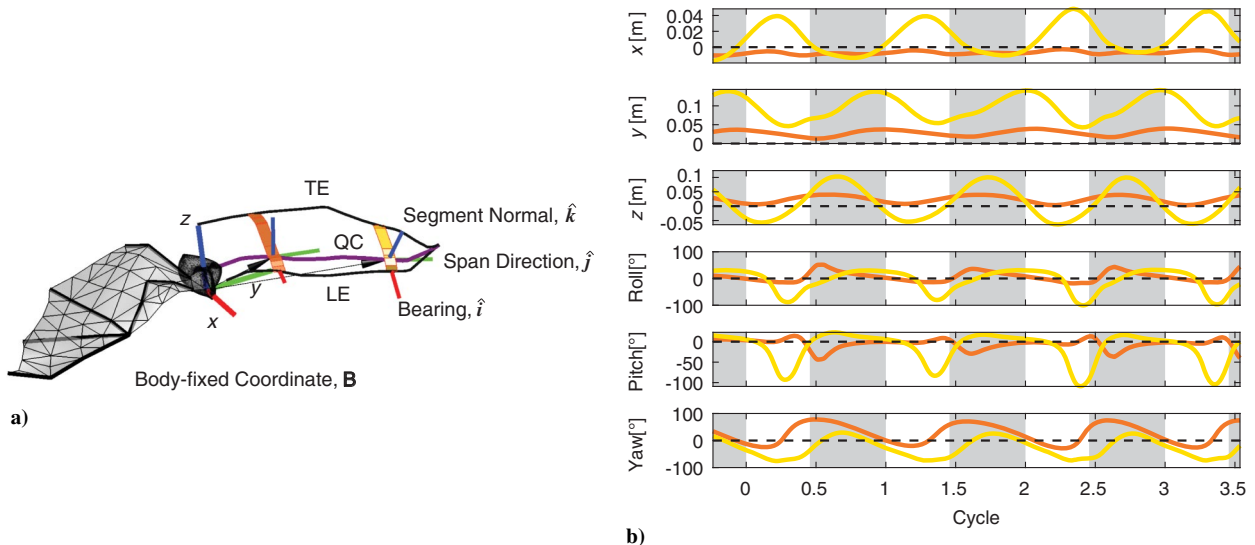 TE
z
Segment Normal, k̂
QC
Span Direction, ĵ
y
LE
x
Bearing, î
Body-fixed Coordinate, B
a)
b)
x [m]
0.04
0.02
0
y [m]
0.1
0.05
0
z [m]
0.1
0.05
0
-0.05
Roll[°]
100
0
-100
Pitch[°]
0
-50
-100
Yaw[°]
100
0
-100
0 0.5 1 1.5 2 2.5 3 3.5
Cycle